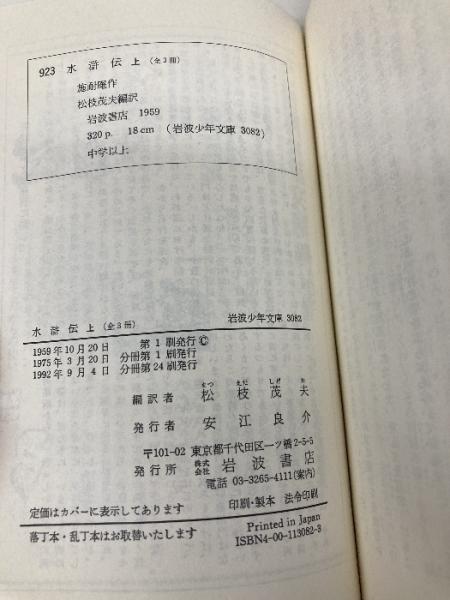 923 水滸伝 上 (全3冊)
施耐庵作
松枝茂夫編訳
岩波書店 1959
320 p. 18 cm (岩波少年文庫 3082)
中学以上
水滸伝 上 (全3冊) 岩波少年文庫 3082
1959年10月20日 第1刷発行©
1975年3月20日 分冊第1刷発行
1992年9月4日 分冊第24刷発行
まつ えだ しげ お
編訳者 松枝茂夫
発行者 安江良介
〒101-02 東京都千代田区一ツ橋2-5-5
発行所 株式会社 岩波書店
電話 03-3265-4111(案内)
定価はカバーに表示してあります 印刷・製本 法令印刷
落丁本・乱丁本はお取替いたします Printed in Japan
ISBN4-00-113082-3